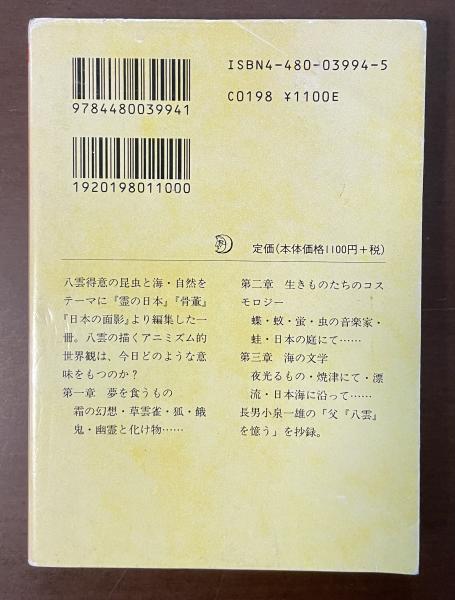 ISBN4-480-03994-5
9784480039941
C0198 ¥1100E
1920198011000
定価(本体価格1100円+税)
八雲得意の昆虫と海・自然を
テーマに『霊の日本』『骨董』
『日本の面影』より編集した一
冊。八雲の描くアニミズム的
世界観は、今日どのような意
味をもつのか?
第一章 夢を食うもの
霜の幻想・草雲雀・狐・餓
鬼・幽霊と化け物……
第二章 生きものたちのコス
モロジー
蝶・蚊・蛍・虫の音楽家・
蛙・日本の庭にて……
第三章 海の文学
夜光るもの・焼津にて・漂
流・日本海に沿って……
長男小泉一雄の「父『八雲』
を憶う」を抄録。